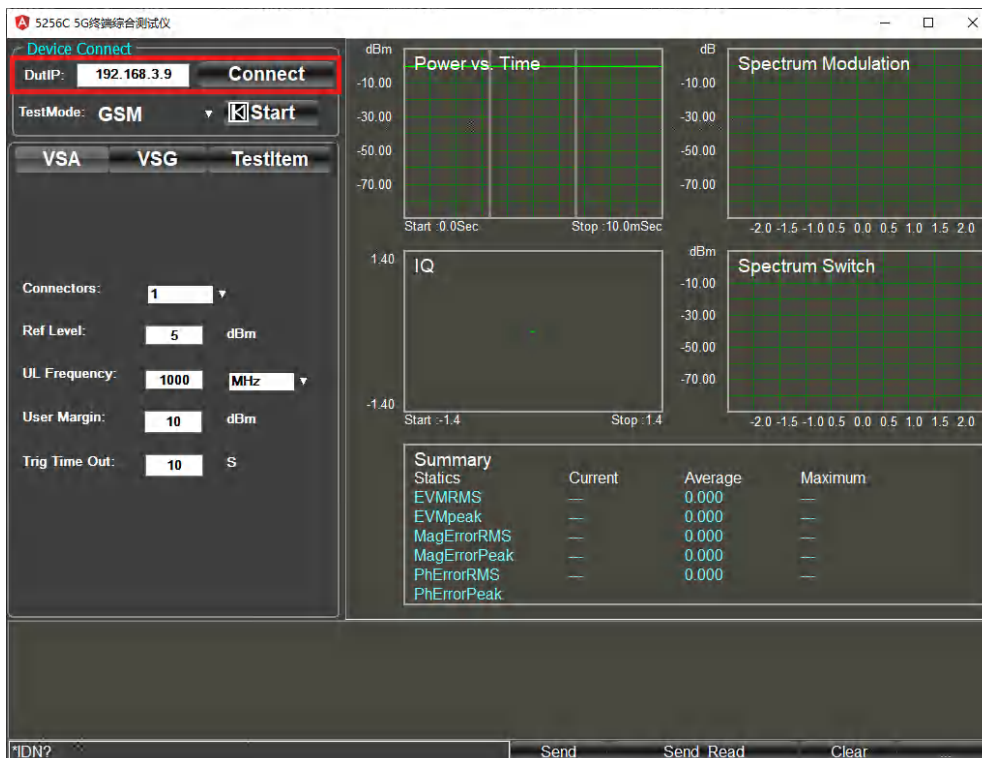 5256C 5G终端综合测试仪
Device Connect
DutIP: 192.168.3.9 Connect
TestMode: GSM Start
VSA VSG TestItem
Connectors: 1
Ref Level: 5 dBm
UL Frequency: 1000 MHz
User Margin: 10 dBm
Trig Time Out: 10 S
dBm
Power vs. Time
-10.00
-30.00
-50.00
-70.00
Start :0.0Sec Stop :10.0mSec
dB
Spectrum Modulation
-10.00
-30.00
-50.00
-70.00
-2.0 -1.5 -1.0 0.5 0.0 0.5 1.0 1.5 2.0
1.40
IQ
-1.40
Start :-1.4 Stop :1.4
dBm
Spectrum Switch
-10.00
-30.00
-50.00
-70.00
-2.0 -1.5 -1.0 0.5 0.0 0.5 1.0 1.5 2.0
Summary
Statics Current Average Maximum
EVMRMS --- 0.000 ---
EVMpeak --- 0.000 ---
MagErrorRMS --- 0.000 ---
MagErrorPeak --- 0.000 ---
PhErrorRMS --- 0.000 ---
PhErrorPeak
*IDN? Send Send_Read Clear ...